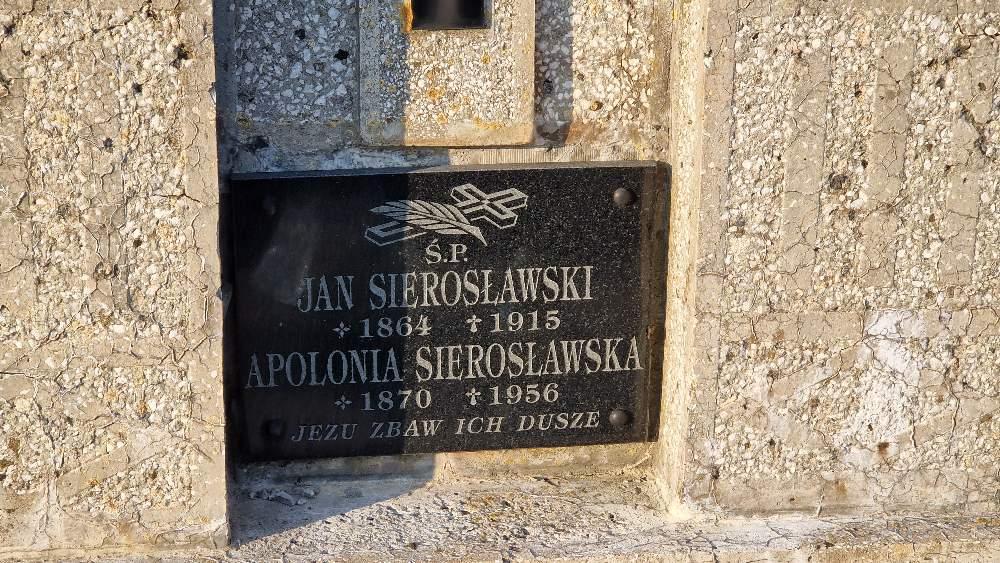 Ś.P.
JAN SIEROSŁAWSKI
1864 1915
APOLONIA SIEROSŁAWSKA
1870 1956
JEZU ZBAW ICH DUSZE